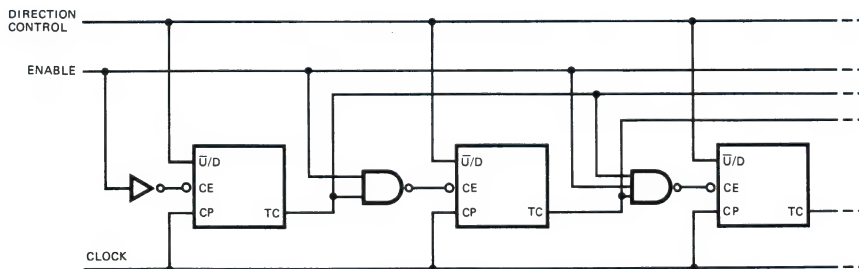 DIRECTION
CONTROL
ENABLE
U̅/D
CE
CP
TC
U̅/D
CE
CP
TC
U̅/D
CE
CP
TC
CLOCK